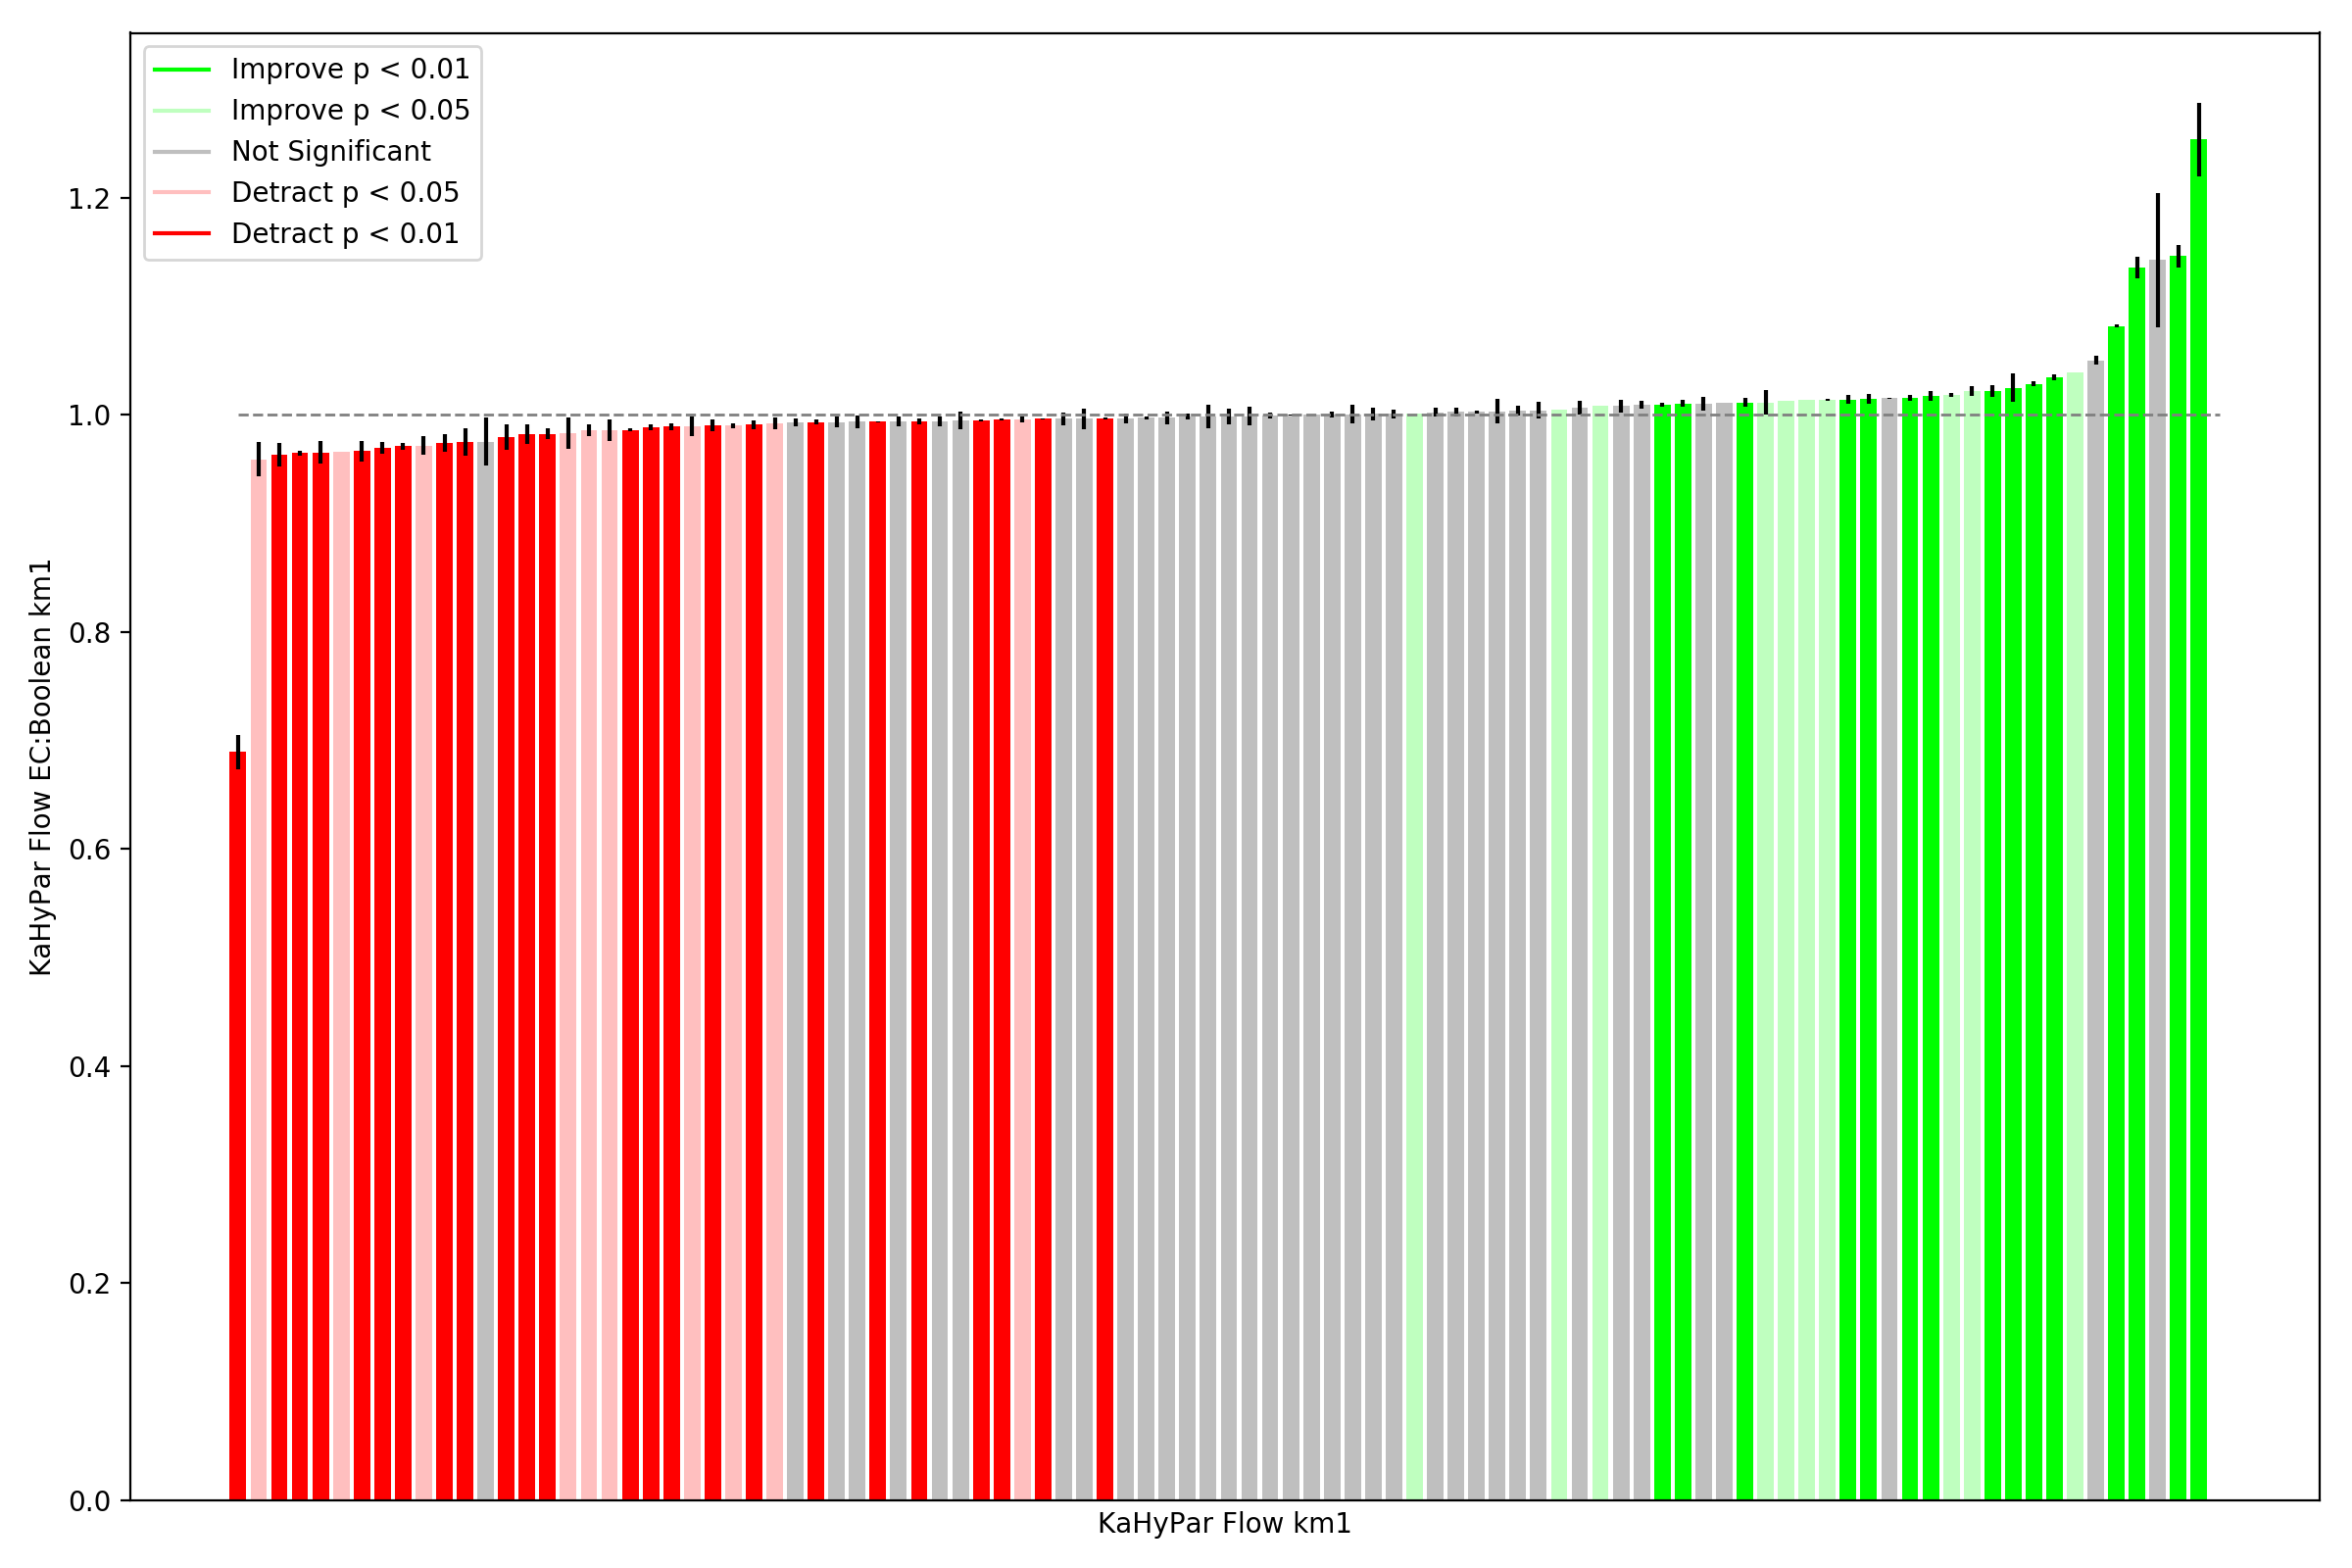 Improve p < 0.01
Improve p < 0.05
Not Significant
Detract p < 0.05
Detract p < 0.01
1.2
1.0
0.8
0.6
0.4
0.2
0.0
KaHyPar Flow EC:Boolean km1
KaHyPar Flow km1